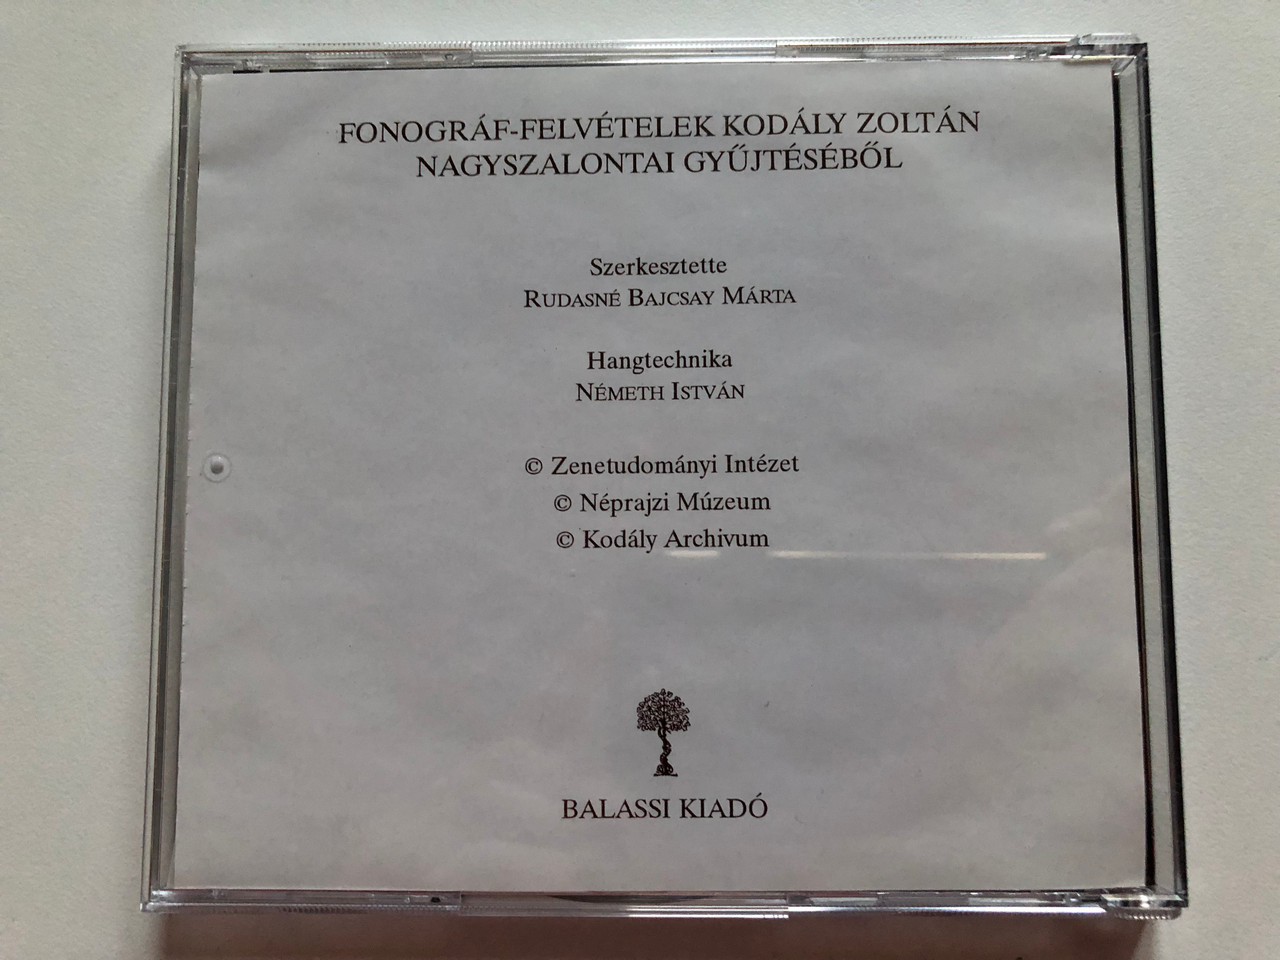 FONOGRÁF-FELVÉTELEK KODÁLY ZOLTÁN
NAGYSZALONTAI GYŰJTÉSÉBŐL
Szerkesztette
RUDASNÉ BAJCSAY MÁRTA
Hangtechnika
NÉMETH ISTVÁN
© Zenetudományi Intézet
© Néprajzi Múzeum
© Kodály Archivum
BALASSI KIADÓ